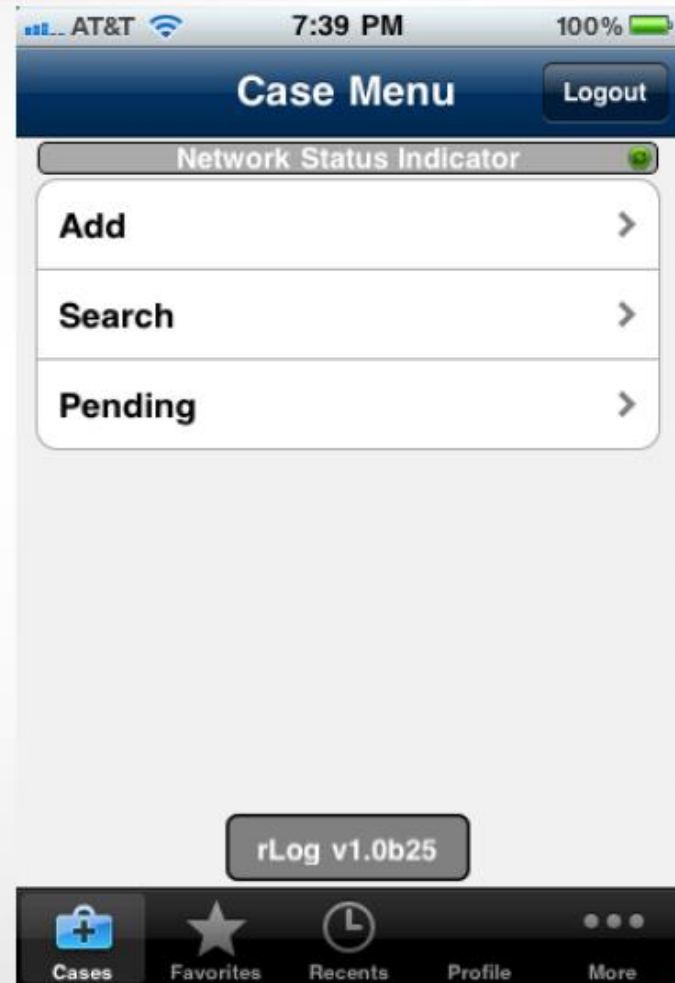 AT&T 7:39 PM 100%
Case Menu Logout
Network Status Indicator
Add
Search
Pending
rLog v1.0b25
Cases Favorites Recents Profile More